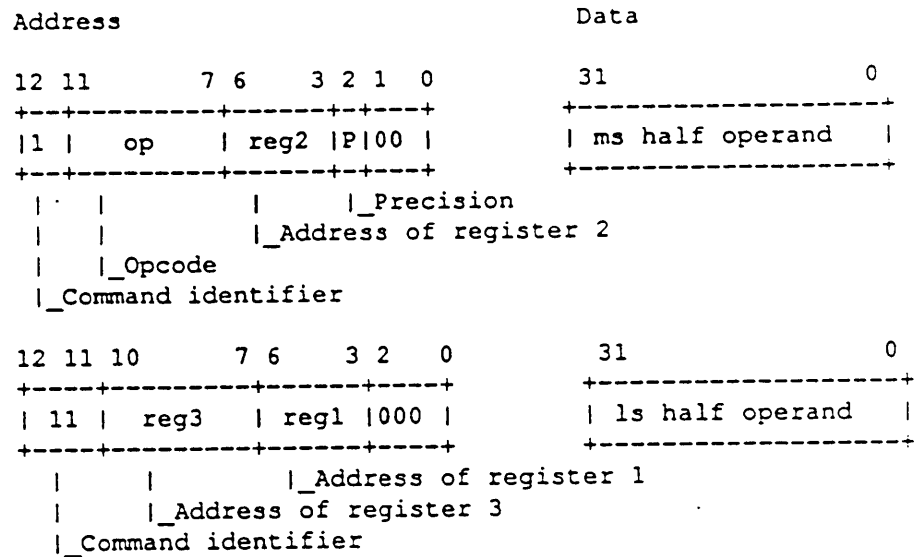 Address                                        Data
12 11        7 6     3 2 1  0            31                  0
+--+----------+------+-+---+         +--------------------+
|1 |    op    | reg2 |P|00 |         | ms half operand    |
+--+----------+------+-+---+         +--------------------+
|  |          |      |_Precision
|  |          |_Address of register 2
|  |_Opcode
|_Command identifier
12 11 10       7 6      3 2    0          31                  0
+-----+----------+-------+----+         +--------------------+
| 11 |   reg3   | reg1 |000 |         | ls half operand    |
+-----+----------+-------+----+         +--------------------+
|      |        |_Address of register 1
|      |_Address of register 3
|_Command identifier